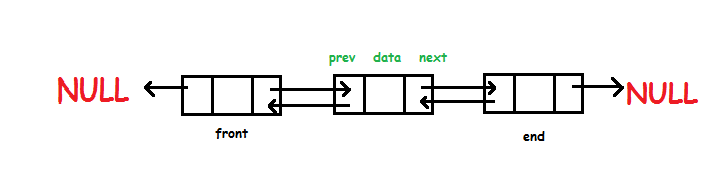 prev data next
NULL
NULL
front
end